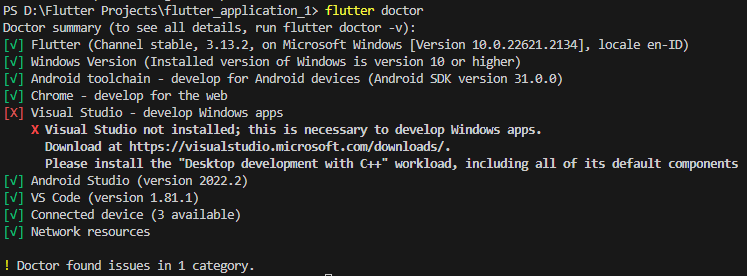 PS D:\Flutter Projects\flutter_application_1> flutter doctor
Doctor summary (to see all details, run flutter doctor -v):
[√] Flutter (Channel stable, 3.13.2, on Microsoft Windows [Version 10.0.22621.2134], locale en-ID)
[√] Windows Version (Installed version of Windows is version 10 or higher)
[√] Android toolchain - develop for Android devices (Android SDK version 31.0.0)
[√] Chrome - develop for the web
[X] Visual Studio - develop Windows apps
X Visual Studio not installed; this is necessary to develop Windows apps.
Download at https://visualstudio.microsoft.com/downloads/.
Please install the "Desktop development with C++" workload, including all of its default components
[√] Android Studio (version 2022.2)
[√] VS Code (version 1.81.1)
[√] Connected device (3 available)
[√] Network resources
! Doctor found issues in 1 category.